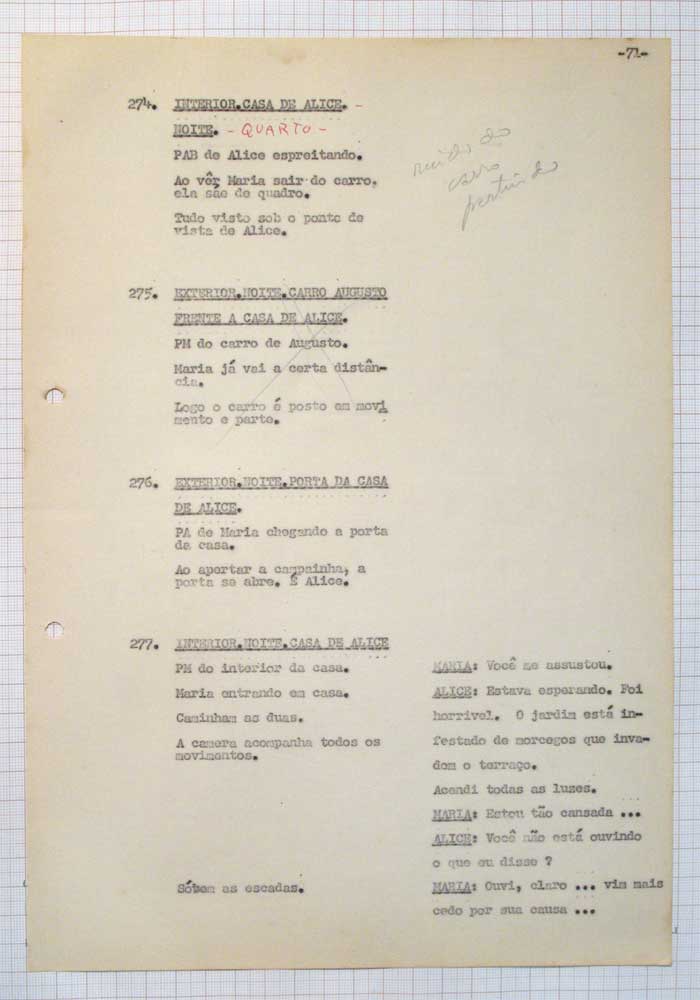 -71-
274. INTERIOR.CASA DE ALICE. -
NOITE. - QUARTO -
PAB de Alice espreitando.
Ao vêr Maria sair do carro,
ela sáe de quadro.
Tudo visto sob o ponto de
vista de Alice.
ruido do
carro
partindo
275. EXTERIOR.NOITE.CARRO AUGUSTO
FRENTE A CASA DE ALICE.
PM do carro de Augusto.
Maria já vai a certa distân-
cia.
Logo o carro é posto em movi
mento e parte.
276. EXTERIOR.NOITE.PORTA DA CASA
DE ALICE.
PA de Maria chegando a porta
da casa.
Ao apertar a campainha, a
porta se abre. É Alice.
277. INTERIOR.NOITE.CASA DE ALICE
PM do interior da casa.
Maria entrando em casa.
Caminham as duas.
A camera acompanha todos os
movimentos.
Sóbem as escadas.
MARIA: Você me assustou.
ALICE: Estava esperando. Foi
horrivel. O jardim está in-
festado de morcegos que inva-
dem o terraço.
Acendi todas as luzes.
MARIA: Estou tão cansada ...
ALICE: Você não está ouvindo
o que eu disse ?
MARIA: Ouvi, claro ... vim mais
cedo por sua causa ...